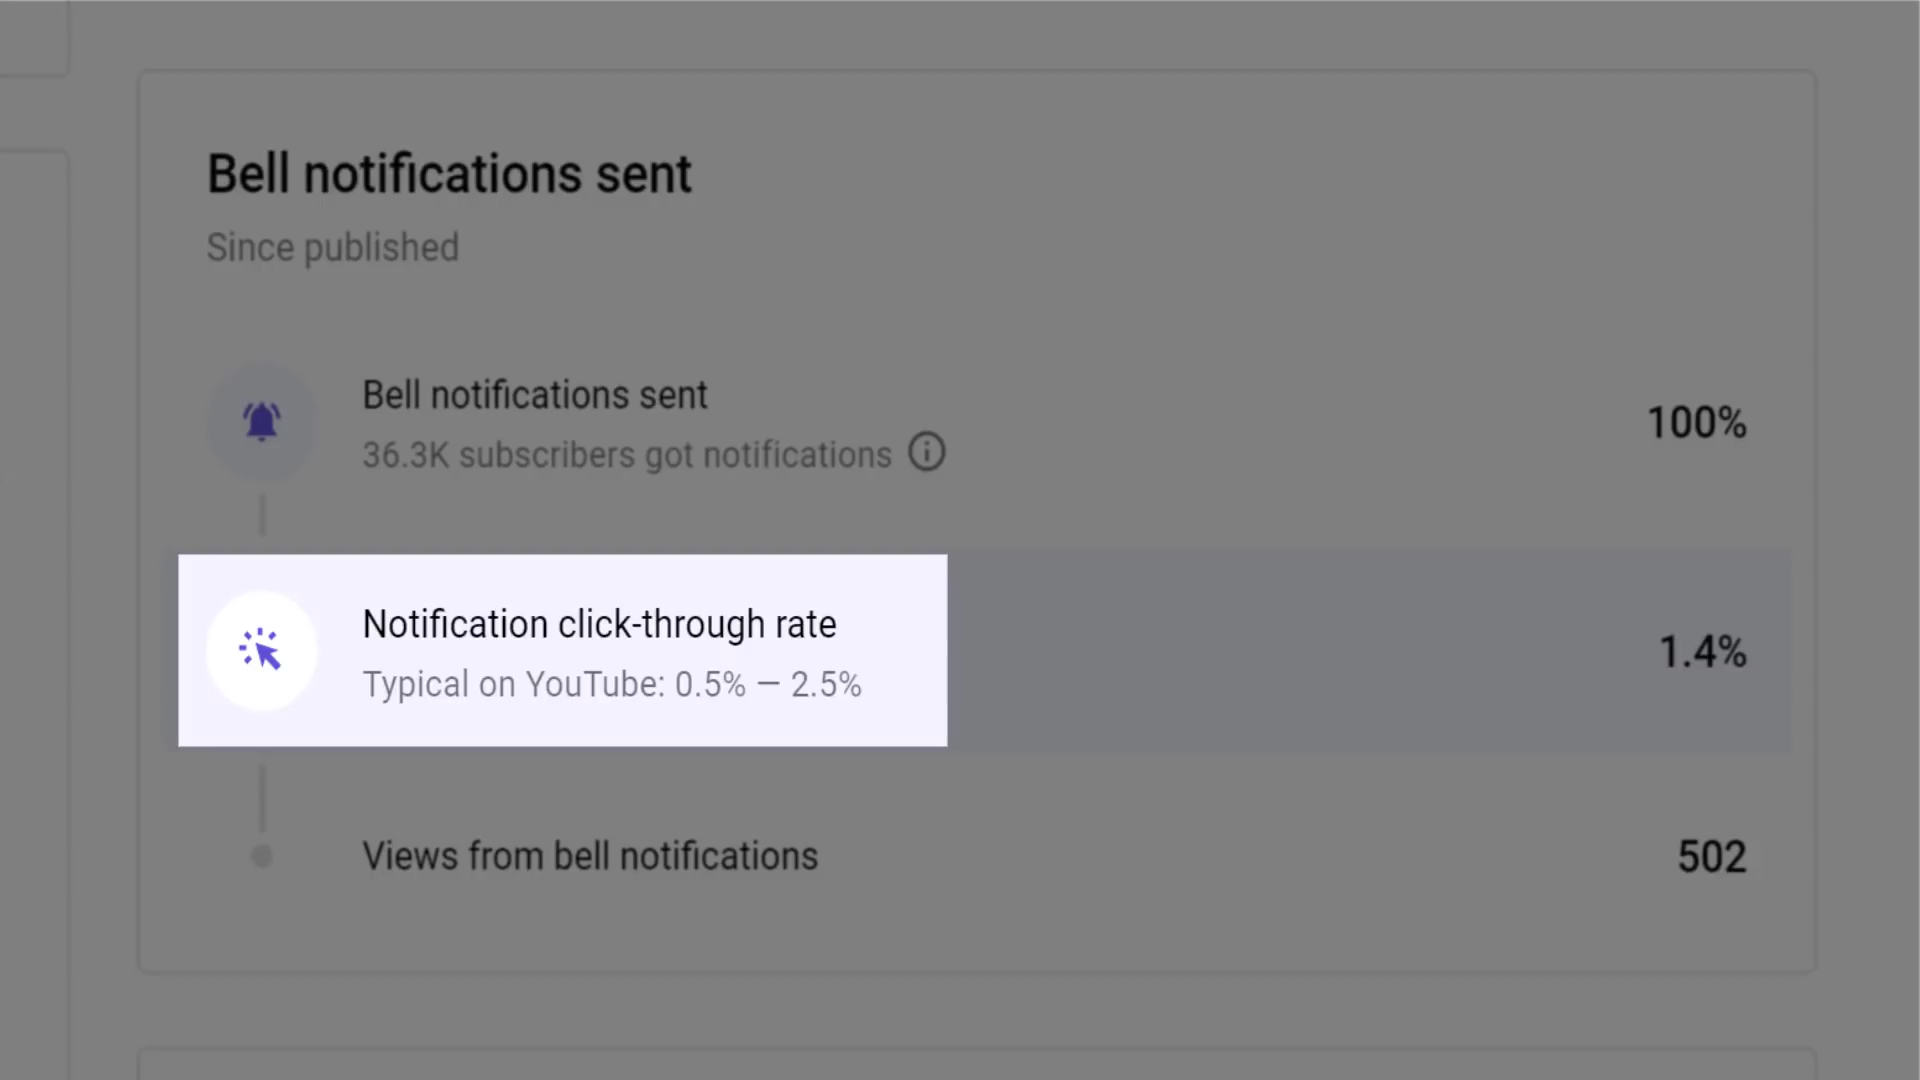 Bell notifications sent
Since published
Bell notifications sent
100%
36.3K subscribers got notifications
Notification click-through rate
1.4%
Typical on YouTube: 0.5% — 2.5%
Views from bell notifications
502